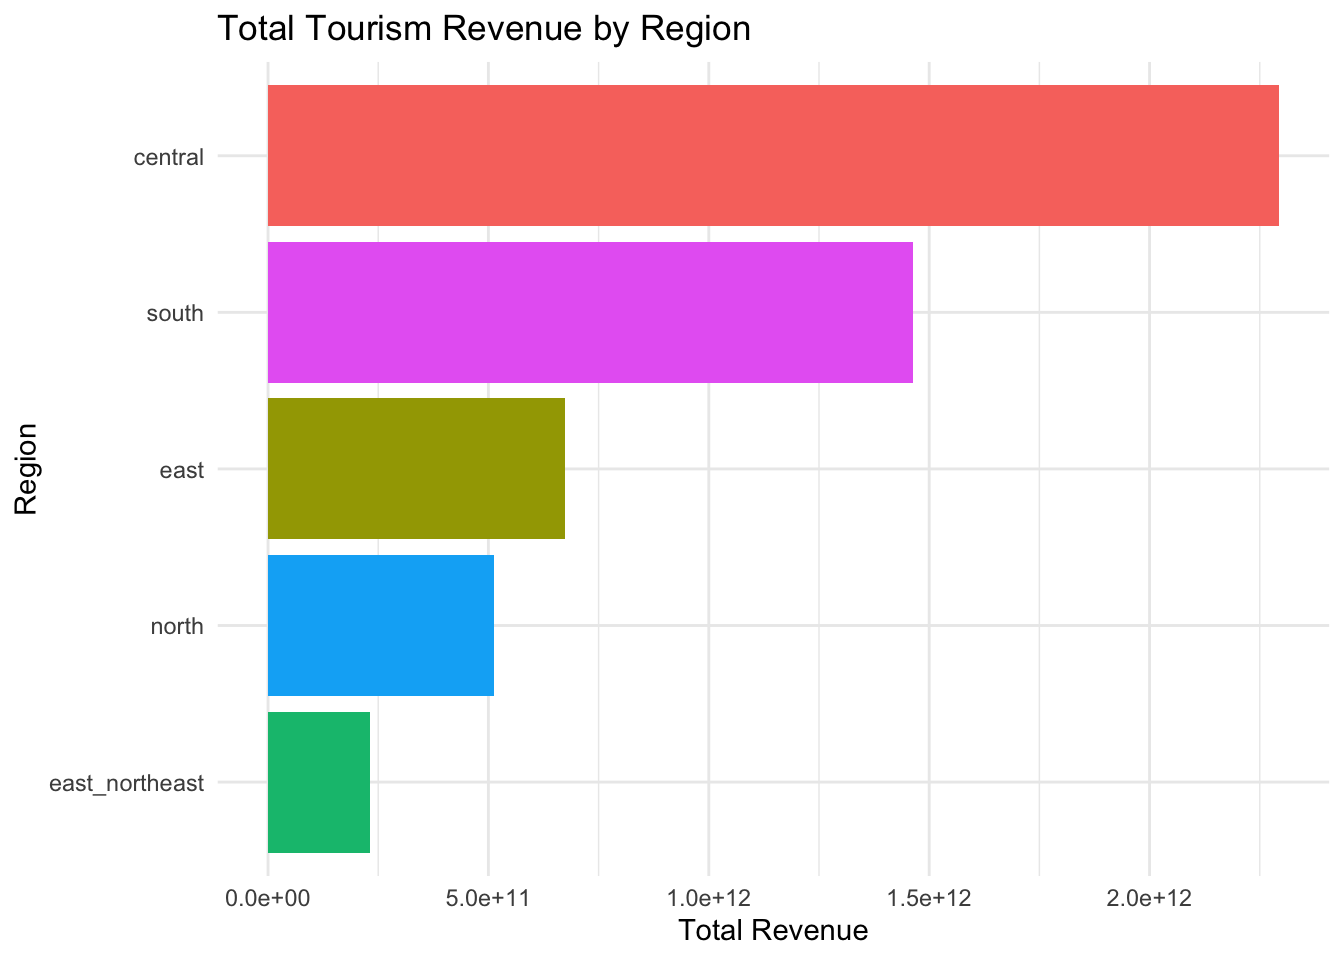 Total Tourism Revenue by Region
central
south
east
north
east_northeast
Region
0.0e+00 5.0e+11 1.0e+12 1.5e+12 2.0e+12
Total Revenue